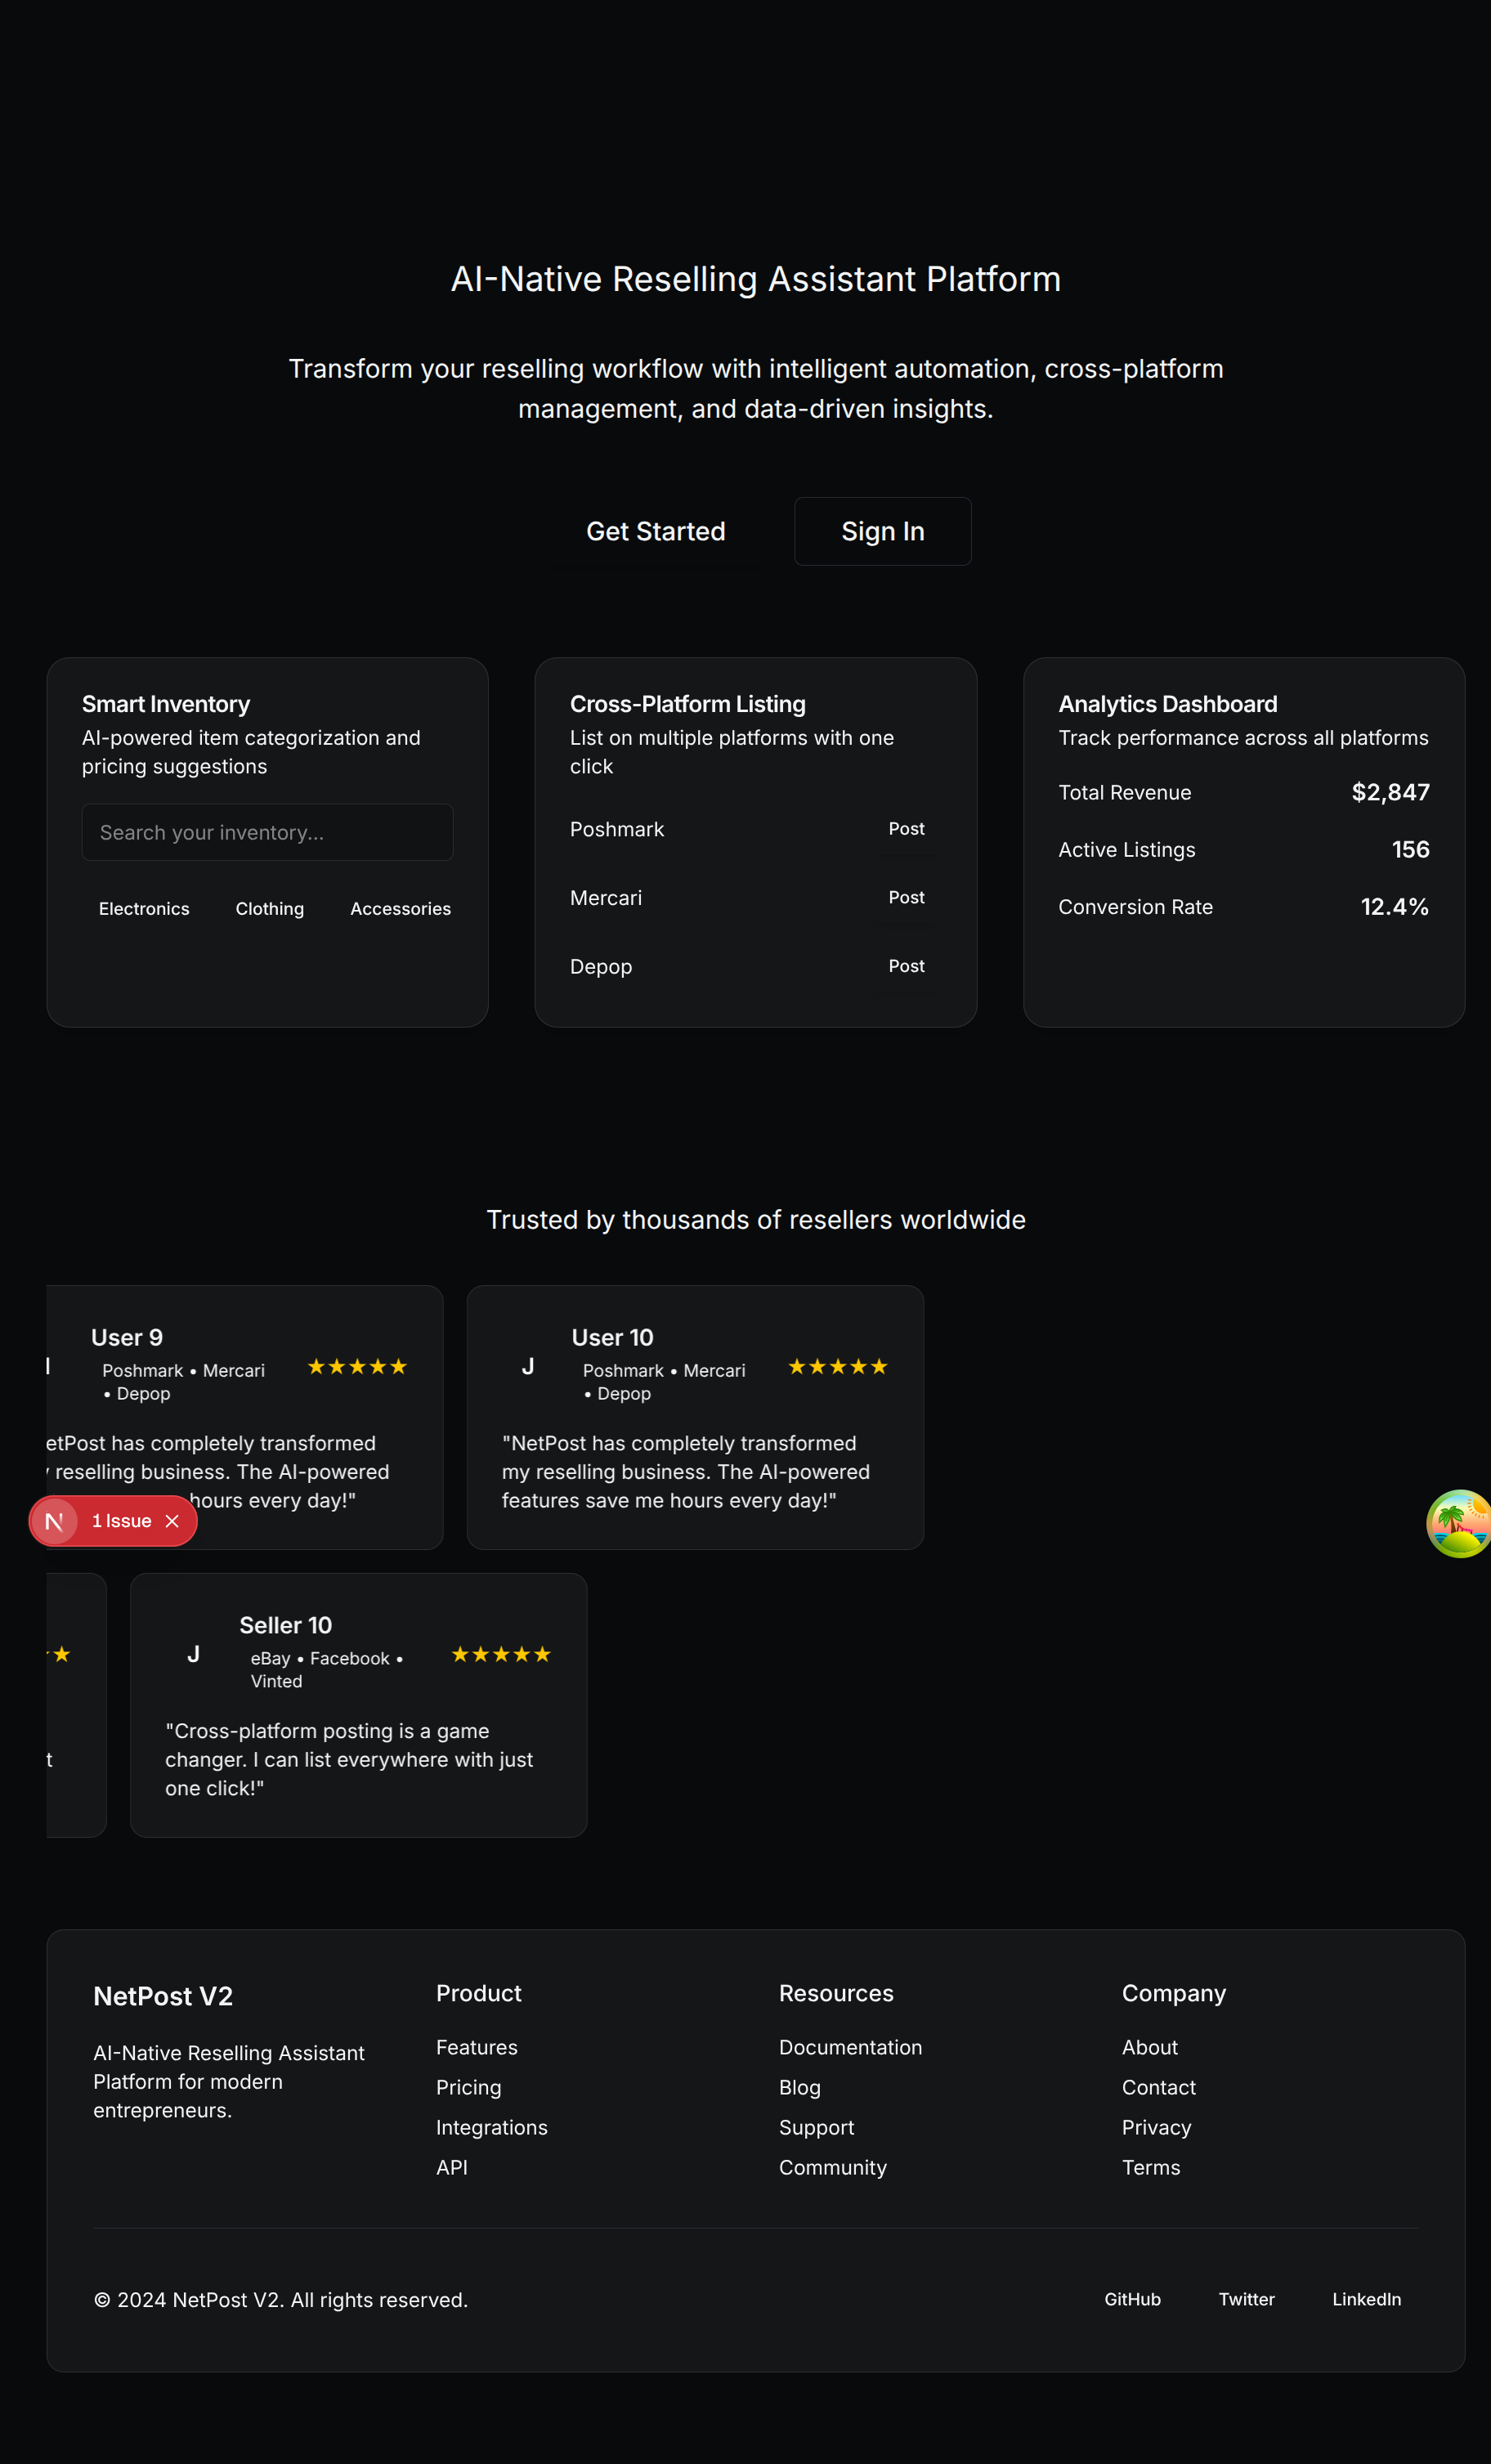 AI-Native Reselling Assistant Platform
Transform your reselling workflow with intelligent automation, cross-platform
management, and data-driven insights.
Get Started
Sign In
Smart Inventory
AI-powered item categorization and
pricing suggestions
Search your inventory...
Electronics
Clothing
Accessories
Cross-Platform Listing
List on multiple platforms with one
click
Poshmark
Post
Mercari
Post
Depop
Post
Analytics Dashboard
Track performance across all platforms
Total Revenue
$2,847
Active Listings
156
Conversion Rate
12.4%
Trusted by thousands of resellers worldwide
User 9
Poshmark • Mercari
• Depop
★★★★★
etPost has completely transformed
reselling business. The AI-powered
hours every day!"
J
User 10
Poshmark • Mercari
• Depop
★★★★★
"NetPost has completely transformed
my reselling business. The AI-powered
features save me hours every day!"
N
1 Issue
★
t
J
Seller 10
eBay • Facebook •
Vinted
★★★★★
"Cross-platform posting is a game
changer. I can list everywhere with just
one click!"
NetPost V2
AI-Native Reselling Assistant
Platform for modern
entrepreneurs.
Product
Features
Pricing
Integrations
API
Resources
Documentation
Blog
Support
Community
Company
About
Contact
Privacy
Terms
© 2024 NetPost V2. All rights reserved.
GitHub
Twitter
LinkedIn